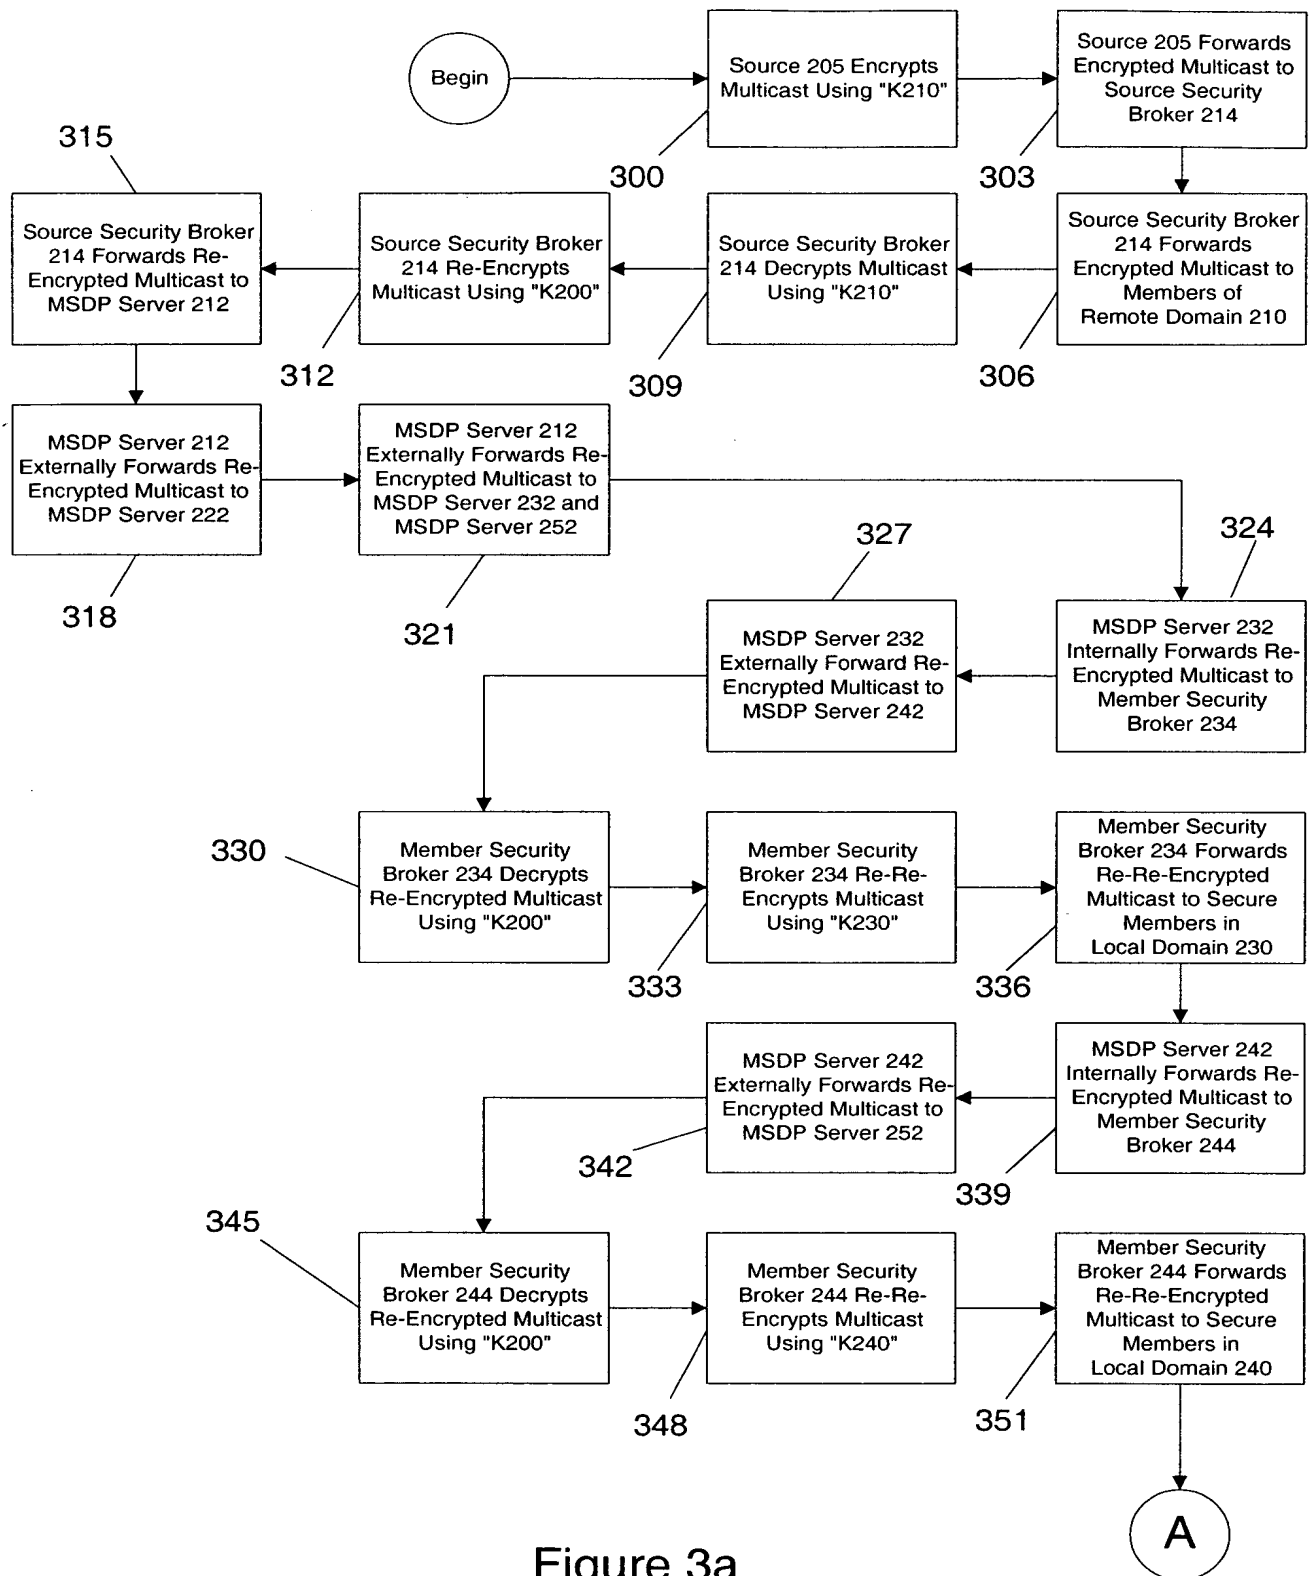 Begin
Source 205 Encrypts
Multicast Using "K210"
300
Source 205 Forwards
Encrypted Multicast to
Source Security
Broker 214
303
Source Security Broker
214 Forwards
Encrypted Multicast to
Members of
Remote Domain 210
306
Source Security Broker
214 Decrypts Multicast
Using "K210"
309
Source Security Broker
214 Re-Encrypts
Multicast Using "K200"
312
315
Source Security Broker
214 Forwards Re-
Encrypted Multicast to
MSDP Server 212
MSDP Server 212
Externally Forwards Re-
Encrypted Multicast to
MSDP Server 222
318
MSDP Server 212
Externally Forwards Re-
Encrypted Multicast to
MSDP Server 232 and
MSDP Server 252
321
324
MSDP Server 232
Internally Forwards Re-
Encrypted Multicast to
Member Security
Broker 234
327
MSDP Server 232
Externally Forward Re-
Encrypted Multicast to
MSDP Server 242
330
Member Security
Broker 234 Decrypts
Re-Encrypted Multicast
Using "K200"
Member Security
Broker 234 Re-Re-
Encrypts Multicast
Using "K230"
333
Member Security
Broker 234 Forwards
Re-Re-Encrypted
Multicast to Secure
Members in
Local Domain 230
336
MSDP Server 242
Internally Forwards Re-
Encrypted Multicast to
Member Security
Broker 244
339
MSDP Server 242
Externally Forwards Re-
Encrypted Multicast to
MSDP Server 252
342
345
Member Security
Broker 244 Decrypts
Re-Encrypted Multicast
Using "K200"
Member Security
Broker 244 Re-Re-
Encrypts Multicast
Using "K240"
348
Member Security
Broker 244 Forwards
Re-Re-Encrypted
Multicast to Secure
Members in
Local Domain 240
351
A
Figure 3a